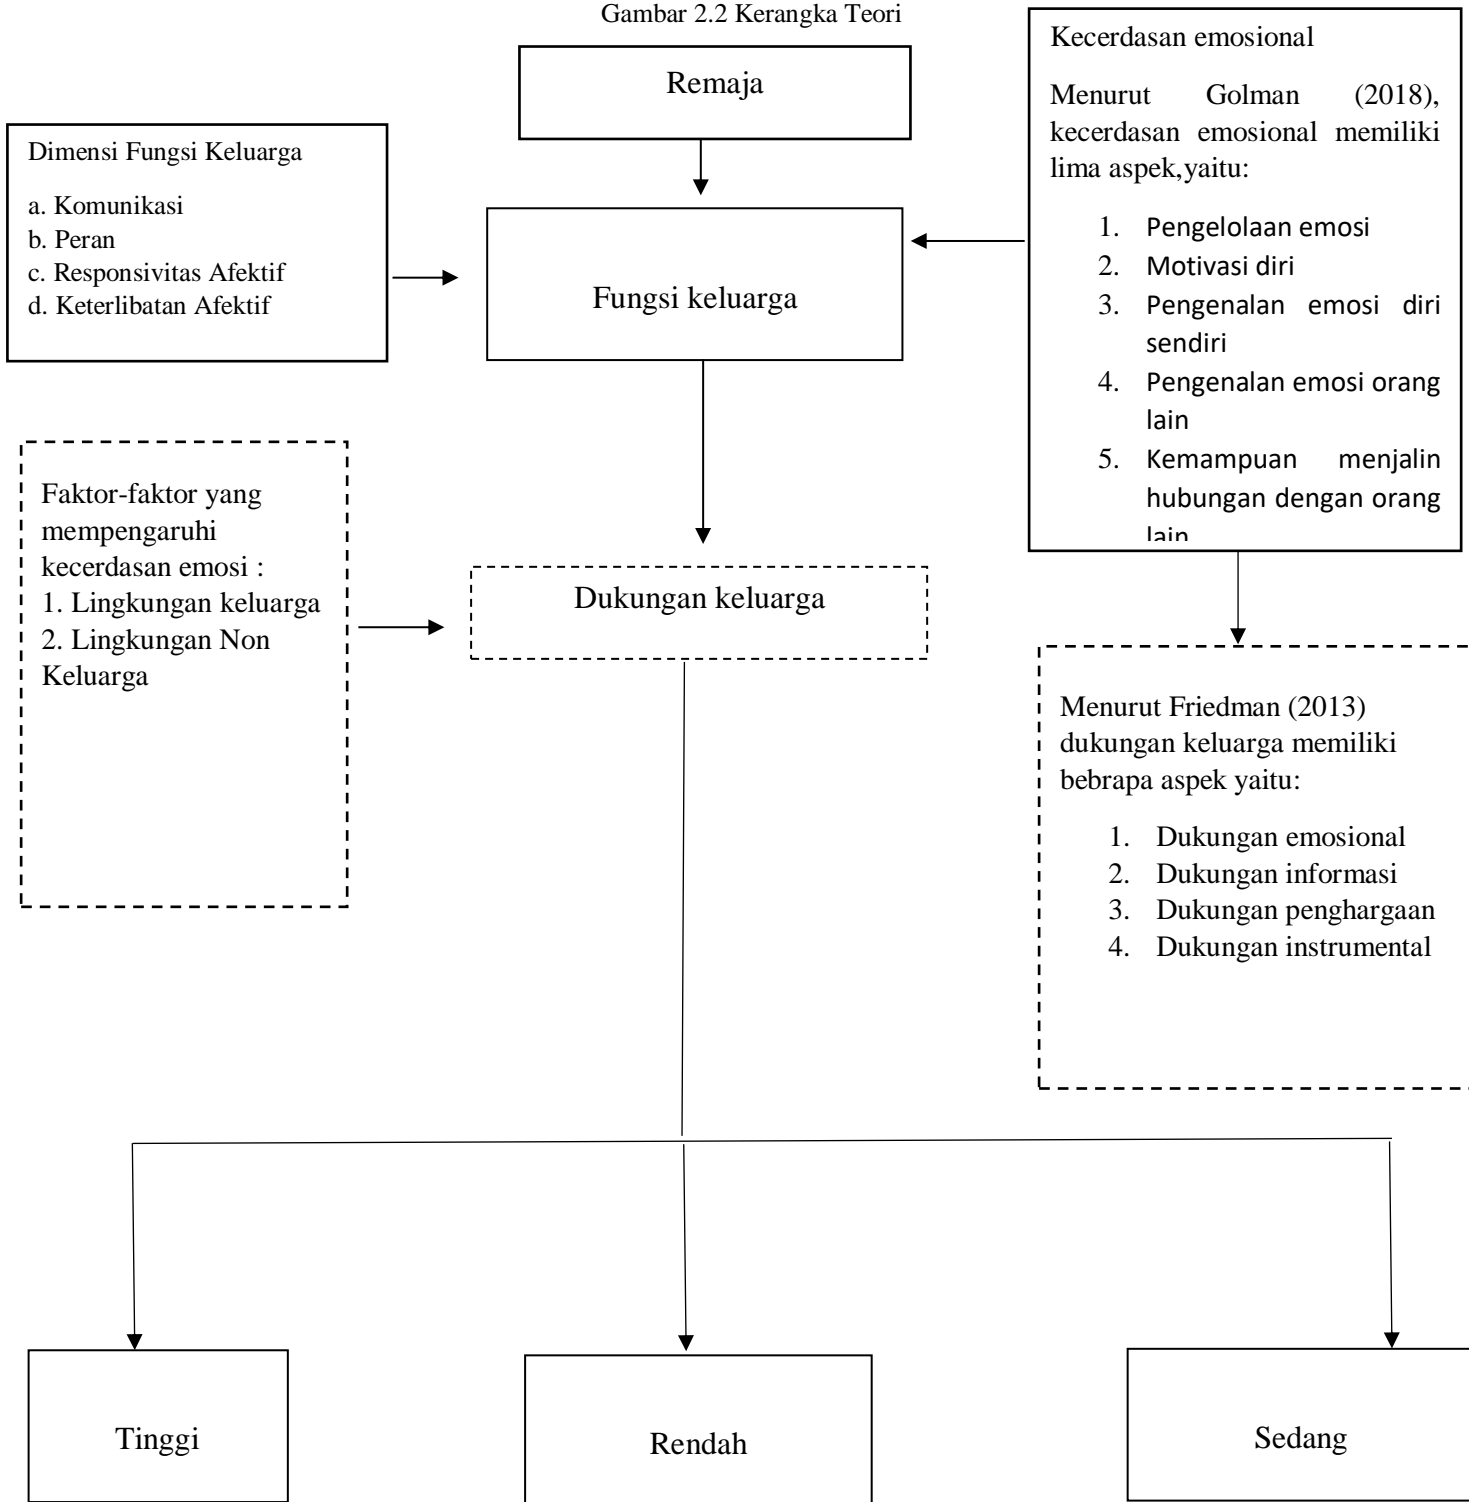 Gambar 2.2 Kerangka Teori
Remaja
Dimensi Fungsi Keluarga
a. Komunikasi
b. Peran
c. Responsivitas Afektif
d. Keterlibatan Afektif
Fungsi keluarga
Kecerdasan emosional
Menurut Golman (2018),
kecerdasan emosional memiliki
lima aspek,yaitu:
1. Pengelolaan emosi
2. Motivasi diri
3. Pengenalan emosi diri
sendiri
4. Pengenalan emosi orang
lain
5. Kemampuan menjalin
hubungan dengan orang
lain
Faktor-faktor yang
mempengaruhi
kecerdasan emosi :
1. Lingkungan keluarga
2. Lingkungan Non
Keluarga
Dukungan keluarga
Menurut Friedman (2013)
dukungan keluarga memiliki
bebrapa aspek yaitu:
1. Dukungan emosional
2. Dukungan informasi
3. Dukungan penghargaan
4. Dukungan instrumental
Tinggi
Rendah
Sedang